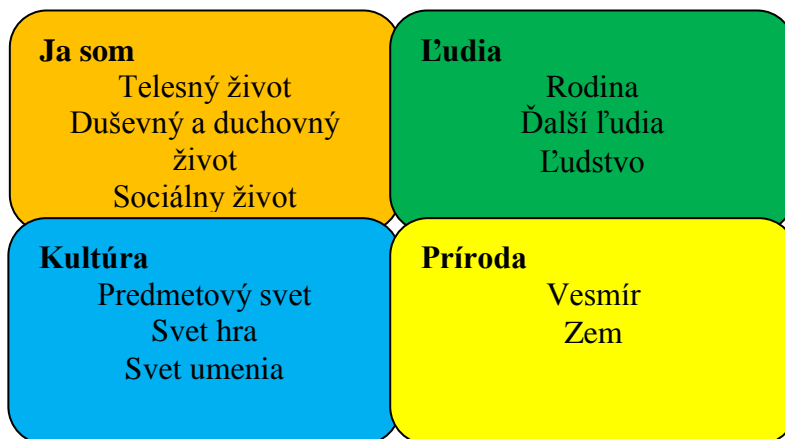 Ja som
Telesný život
Duševný a duchovný
život
Sociálny život
Ľudia
Rodina
Ďalší ľudia
Ľudstvo
Kultúra
Predmetový svet
Svet hra
Svet umenia
Príroda
Vesmír
Zem